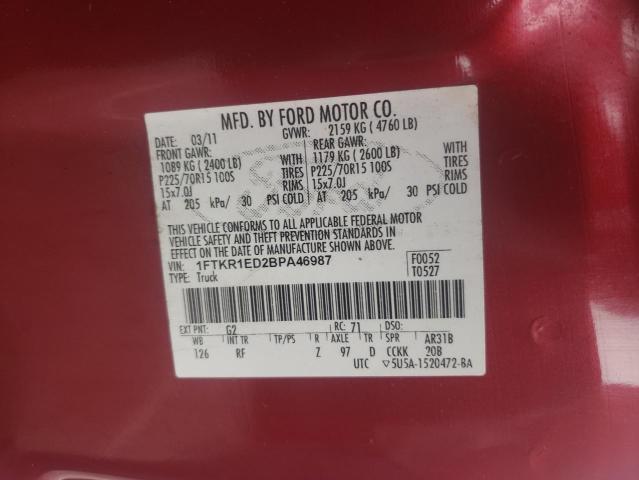 MFD. BY FORD MOTOR CO.
DATE: 03/11 GVWR: 2159 KG ( 4760 LB)
FRONT GAWR: REAR GAWR:
1089 KG ( 2400 LB) WITH 1179 KG ( 2600 LB) WITH
P225/70R15 100S TIRES P225/70R15 100S TIRES
15x7.0J RIMS 15x7.0J RIMS
AT 205 kPa/ 30 PSI COLD AT 205 kPa/ 30 PSI COLD
THIS VEHICLE CONFORMS TO ALL APPLICABLE FEDERAL MOTOR
VEHICLE SAFETY AND THEFT PREVENTION STANDARDS IN
EFFECT ON THE DATE OF MANUFACTURE SHOWN ABOVE.
VIN: 1FTKR1ED2BPA46987 F0052
TYPE: Truck T0527
EXT PNT: G2 RC: 71 DSO:
WB INT TR TP/PS R AXLE TR SPR AR31B
126 RF Z 97 D CCKK 20B
UTC ▽5U5A-1520472-BA